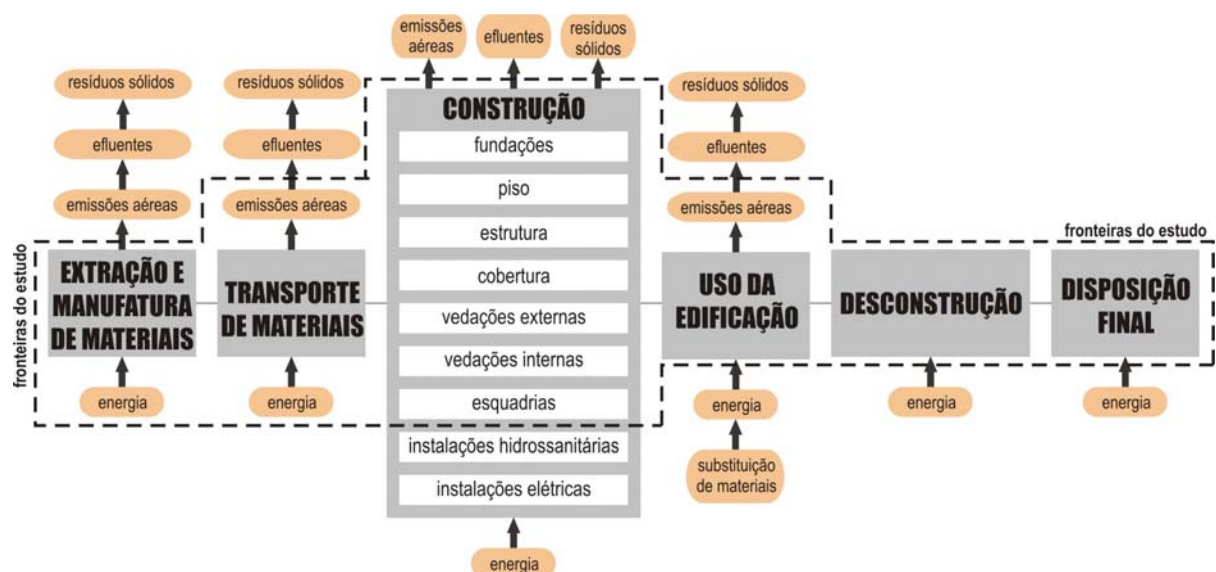 emissões
aéreas
efluentes
resíduos
sólidos
resíduos sólidos
efluentes
emissões aéreas
fronteiras do estudo
EXTRAÇÃO E
MANUFATURA
DE MATERIAIS
energia
resíduos sólidos
efluentes
emissões aéreas
TRANSPORTE
DE MATERIAIS
energia
CONSTRUÇÃO
fundações
piso
estrutura
cobertura
vedações externas
vedações internas
esquadrias
instalações hidrossanitárias
instalações elétricas
energia
resíduos sólidos
efluentes
emissões aéreas
USO DA
EDIFICAÇÃO
energia
substituição
de materiais
DESCONSTRUÇÃO
energia
fronteiras do estudo
DISPOSIÇÃO
FINAL
energia